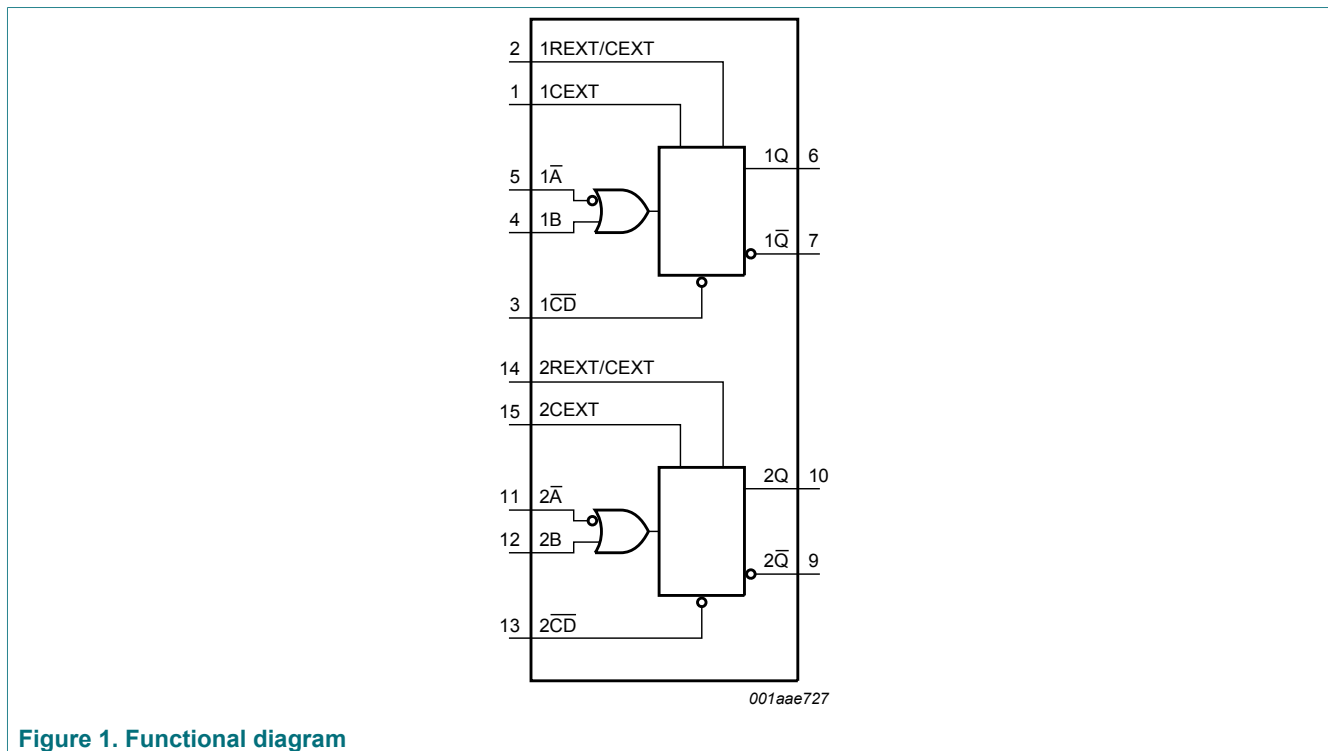 2 1REXT/CEXT
1 1CEXT
1Q 6
5 1A̅
4 1B
1Q̅ 7
3 1C̅D̅
14 2REXT/CEXT
15 2CEXT
2Q 10
11 2A̅
12 2B
2Q̅ 9
13 2C̅D̅
001aae727
Figure 1. Functional diagram